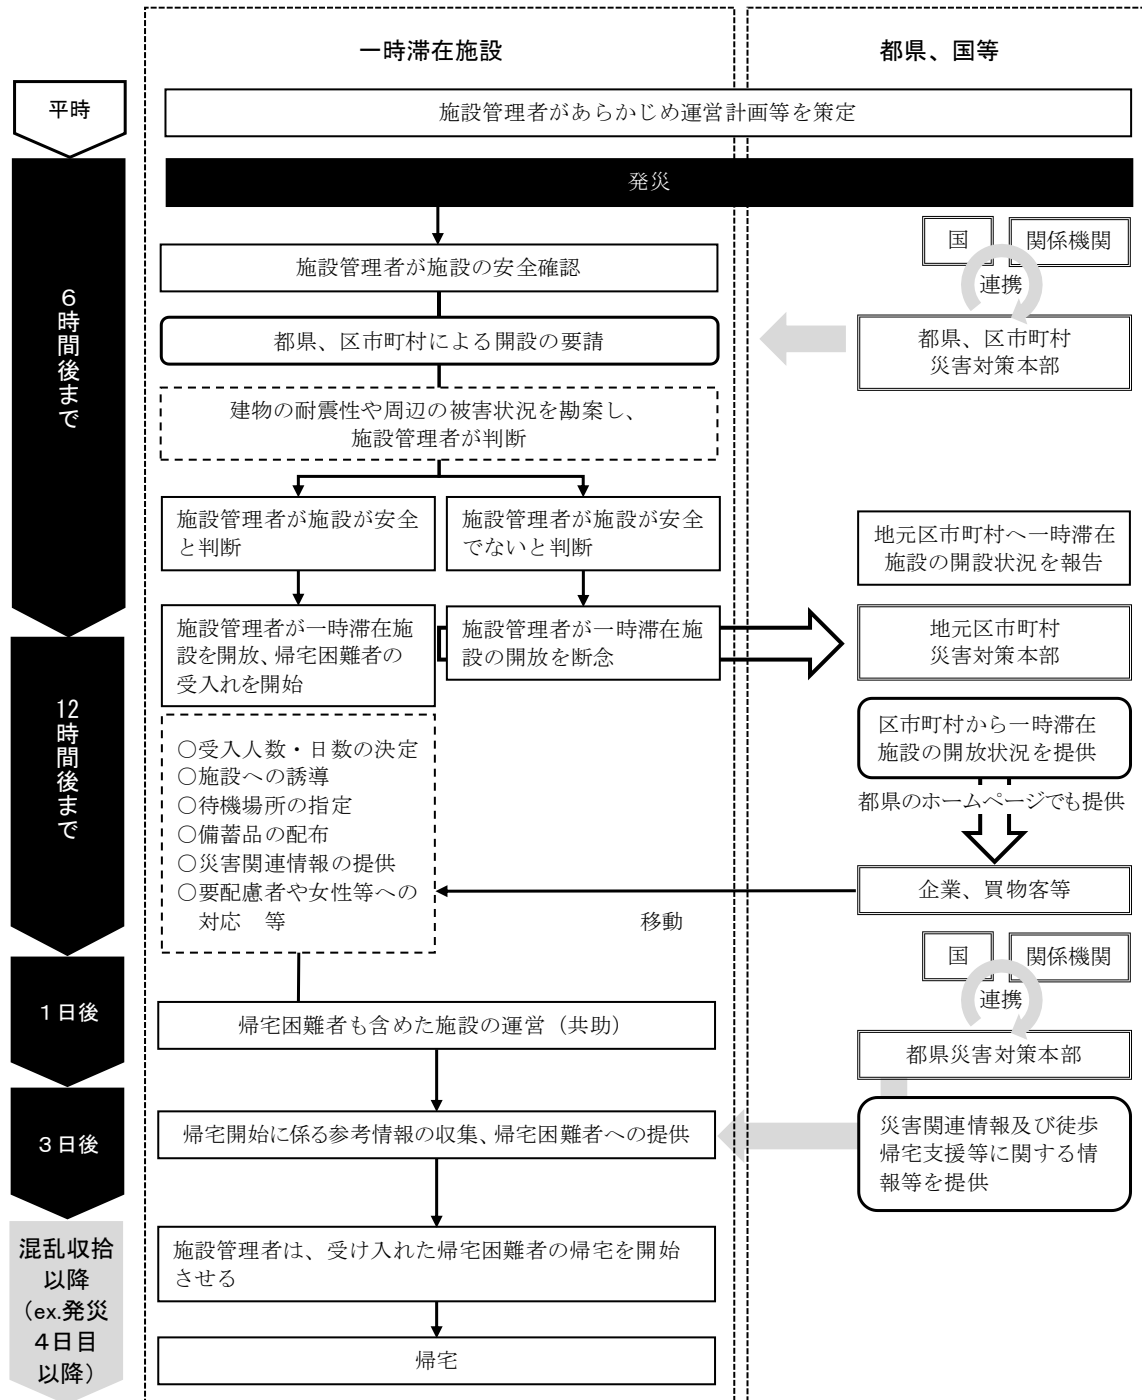 一時滞在施設
都県、国等
平時
施設管理者があらかじめ運営計画等を策定
発災
6時間後まで
国
関係機関
連携
施設管理者が施設の安全確認
都県、区市町村による開設の要請
都県、区市町村
災害対策本部
建物の耐震性や周辺の被害状況を勘案し、
施設管理者が判断
施設管理者が施設が安全
と判断
施設管理者が施設が安全
でないと判断
地元区市町村へ一時滞在
施設の開設状況を報告
12時間後まで
施設管理者が一時滞在施
設を開放、帰宅困難者の
受入れを開始
施設管理者が一時滞在施
設の開放を断念
地元区市町村
災害対策本部
○受入人数・日数の決定
○施設への誘導
○待機場所の指定
○備蓄品の配布
○災害関連情報の提供
○要配慮者や女性等への
対応 等
区市町村から一時滞在
施設の開放状況を提供
都県のホームページでも提供
企業、買物客等
移動
国
関係機関
連携
1日後
帰宅困難者も含めた施設の運営（共助）
都県災害対策本部
3日後
帰宅開始に係る参考情報の収集、帰宅困難者への提供
災害関連情報及び徒歩
帰宅支援等に関する情
報等を提供
混乱収拾
以降
（ex.発災
4日目
以降）
施設管理者は、受け入れた帰宅困難者の帰宅を開始
させる
帰宅